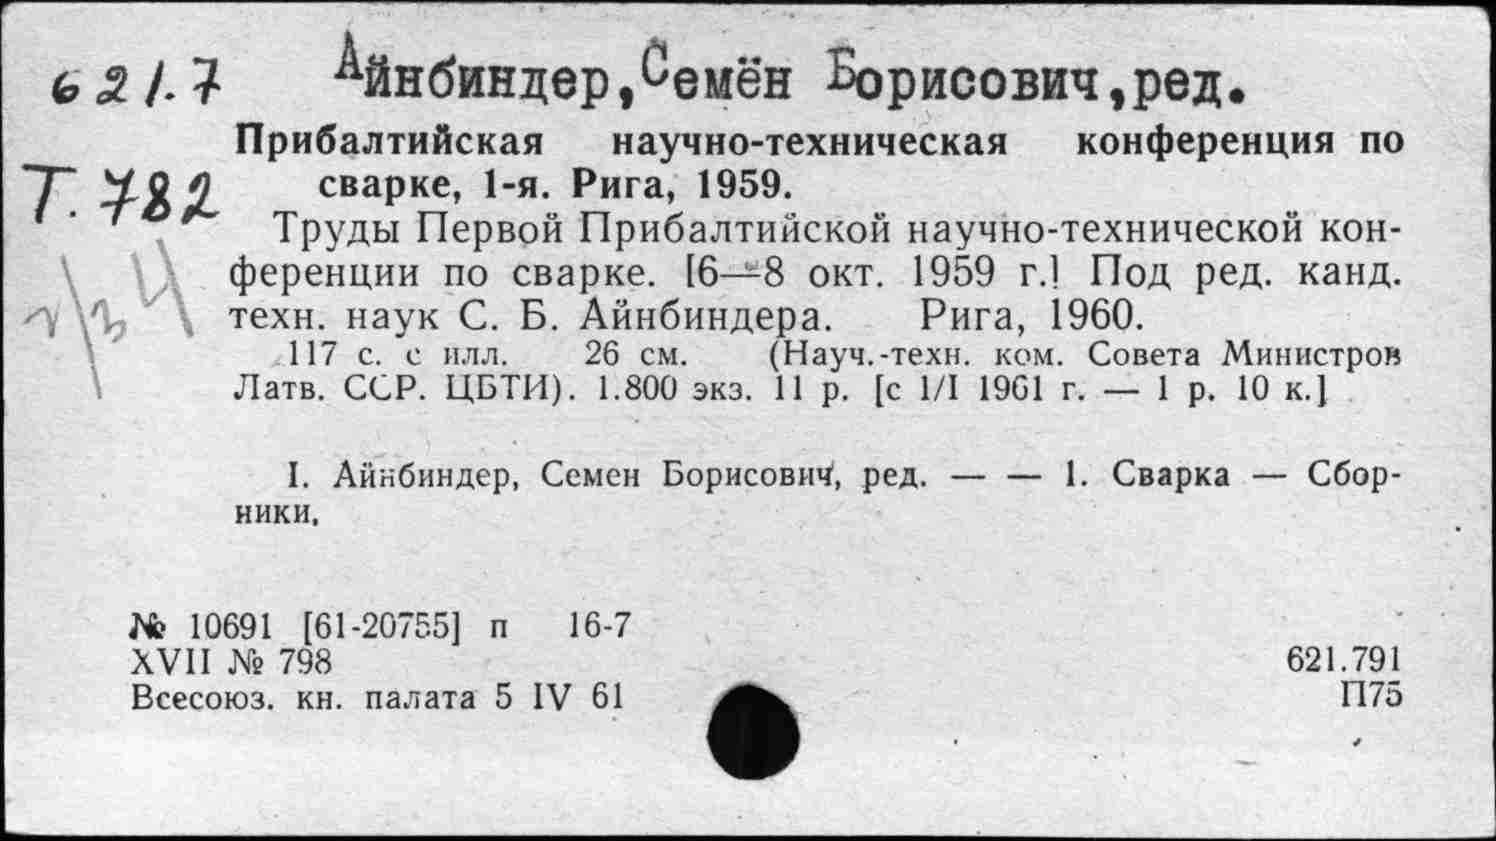 621.7 Айнбиндер,Семён Борисович,ред.
Прибалтийская научно-техническая конференция по
Т.782 сварке, 1-я. Рига, 1959.
Труды Первой Прибалтийской научно-технической кон-
ференции по сварке. [6—8 окт. 1959 г.] Под ред. канд.
техн. наук С. Б. Айнбиндера. Рига, 1960.
117 с. с илл. 26 см. (Науч.-техн. ком. Совета Министров
Латв. ССР. ЦБТИ). 1.800 экз. 11 р. [с 1/I 1961 г. — 1 р. 10 к.]
I. Айнбиндер, Семен Борисович, ред. — — 1. Сварка — Сбор-
ники.
№ 10691 [61-20755] п 16-7
XVII № 798 621.791
Всесоюз. кн. палата 5 IV 61 П75